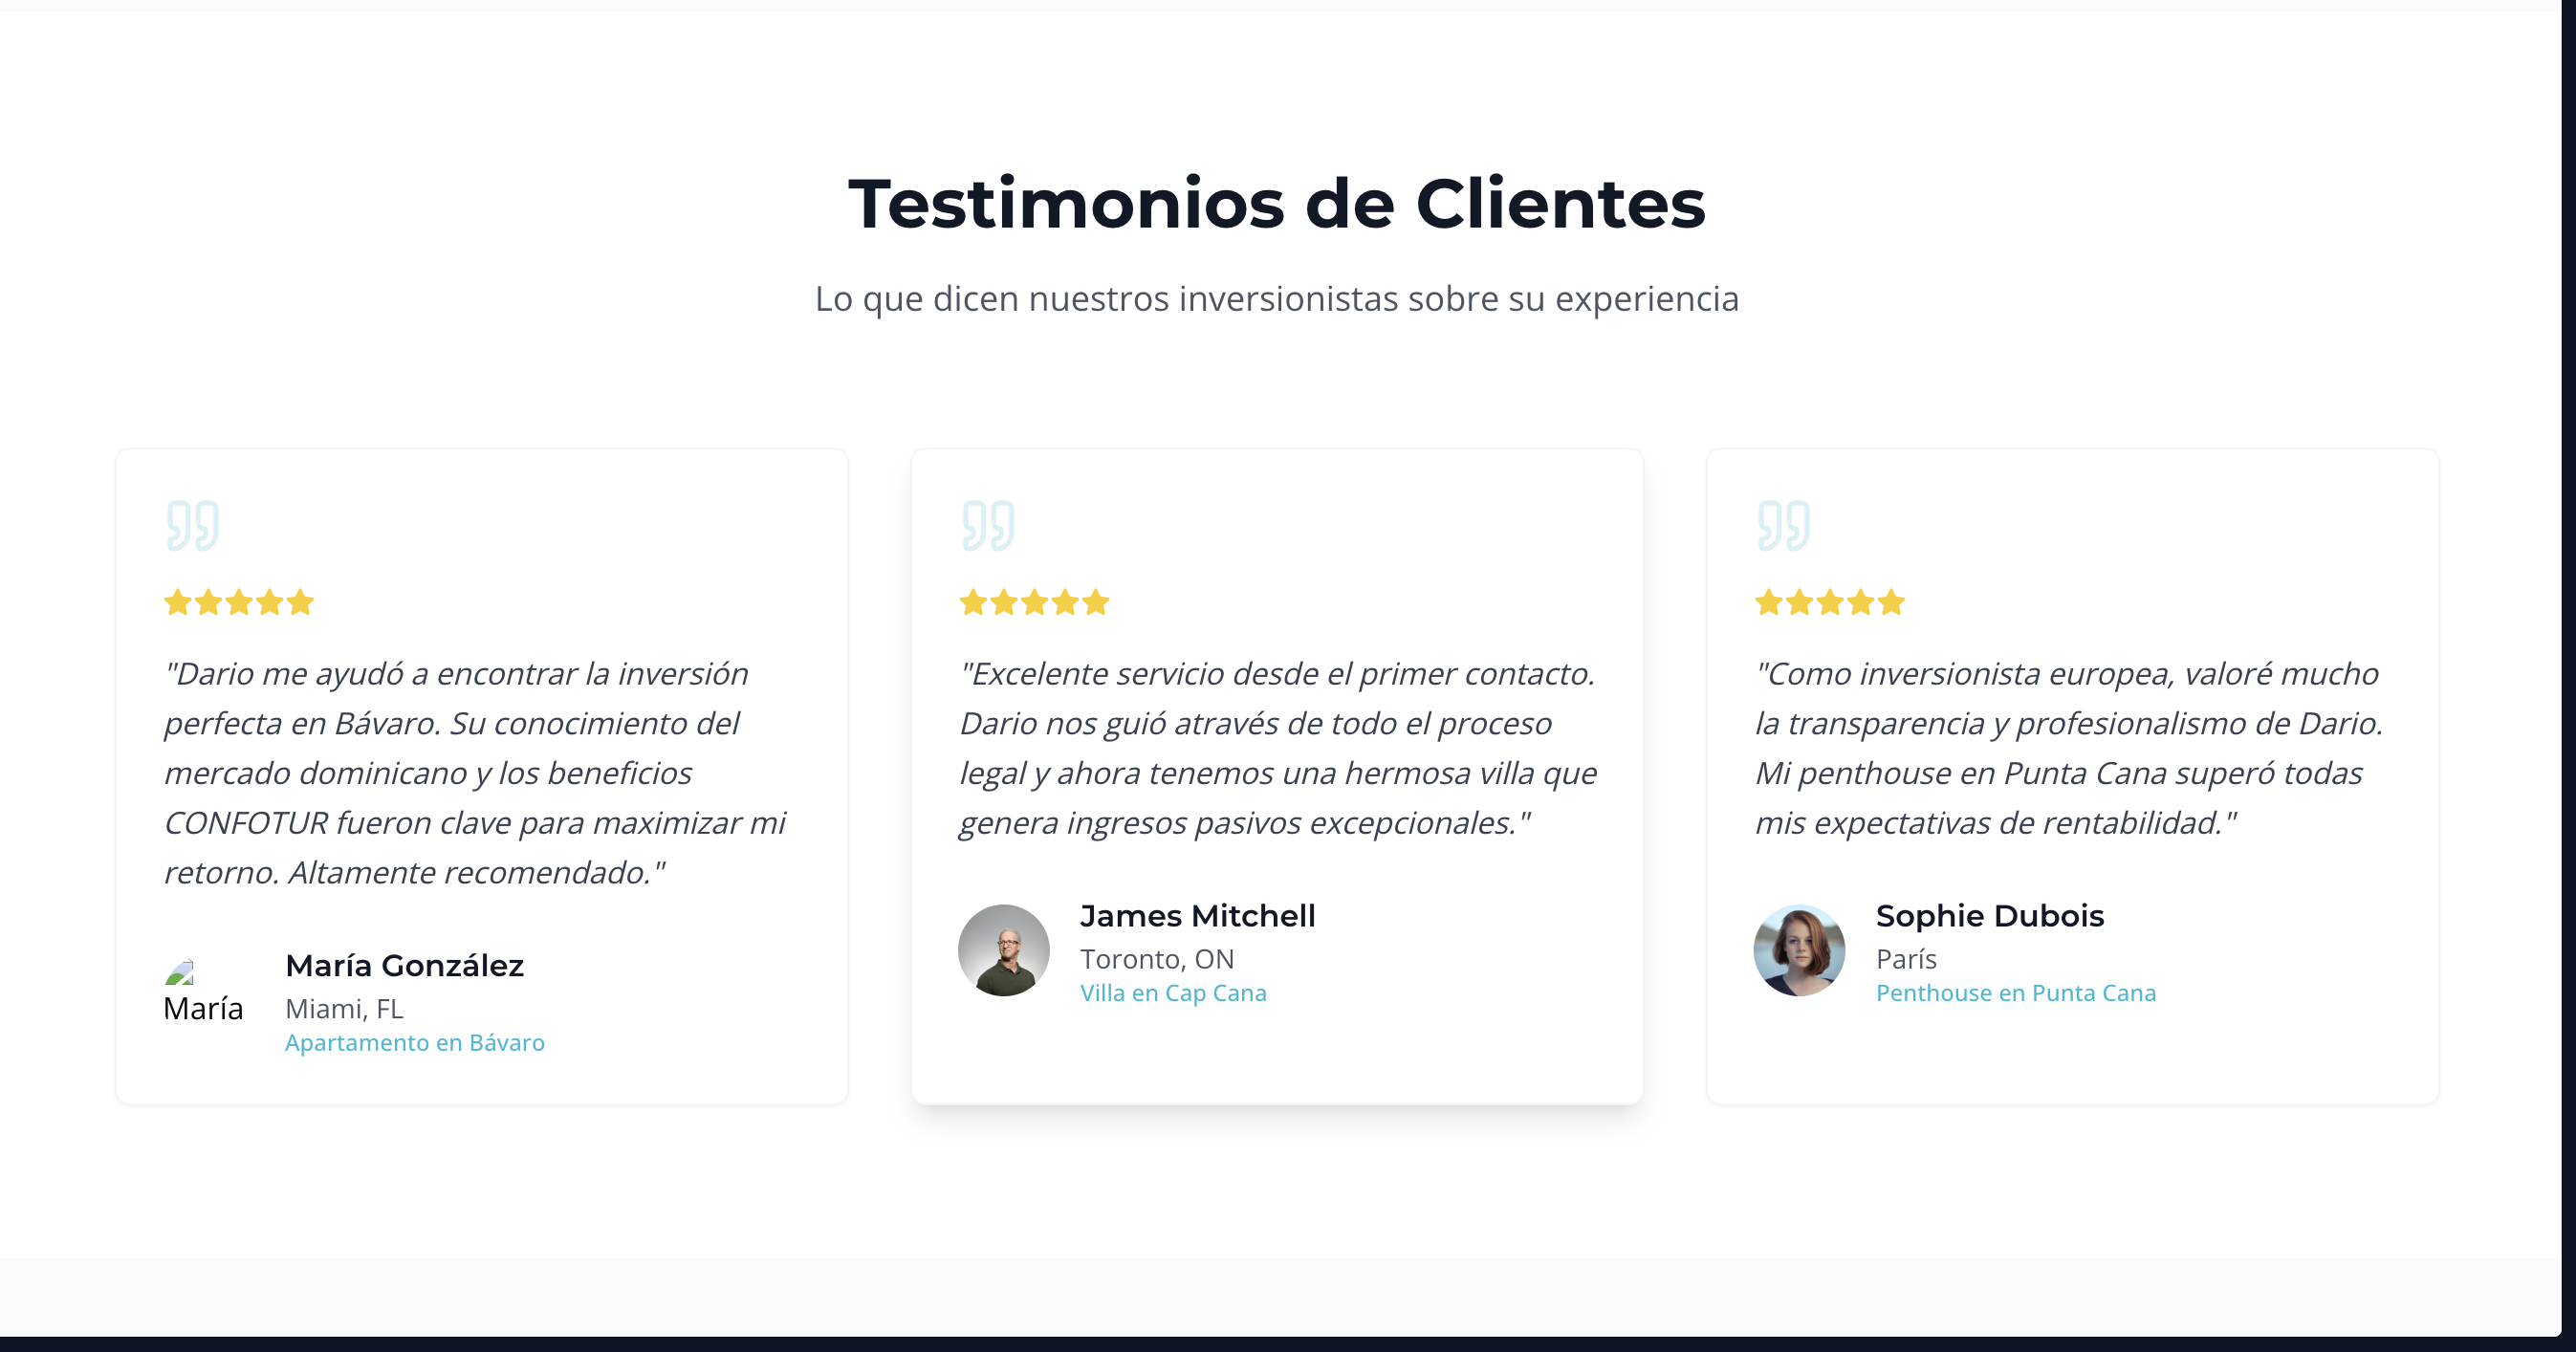 Testimonios de Clientes
Lo que dicen nuestros inversionistas sobre su experiencia
"Dario me ayudó a encontrar la inversión
perfecta en Bávaro. Su conocimiento del
mercado dominicano y los beneficios
CONFOTUR fueron clave para maximizar mi
retorno. Altamente recomendado."
María
María González
Miami, FL
Apartamento en Bávaro
"Excelente servicio desde el primer contacto.
Dario nos guió através de todo el proceso
legal y ahora tenemos una hermosa villa que
genera ingresos pasivos excepcionales."
James Mitchell
Toronto, ON
Villa en Cap Cana
"Como inversionista europea, valoré mucho
la transparencia y profesionalismo de Dario.
Mi penthouse en Punta Cana superó todas
mis expectativas de rentabilidad."
Sophie Dubois
París
Penthouse en Punta Cana